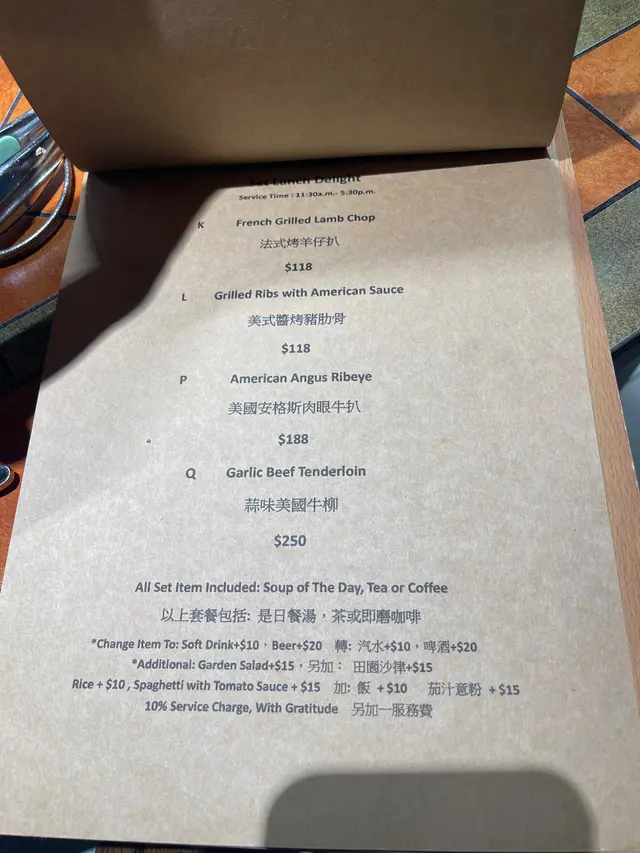 Set Lunch Delight
Service Time : 11:30a.m.- 5:30p.m.
K French Grilled Lamb Chop
法式烤羊仔扒
$118
L Grilled Ribs with American Sauce
美式醬烤豬肋骨
$118
P American Angus Ribeye
美國安格斯肉眼牛扒
$188
Q Garlic Beef Tenderloin
蒜味美國牛柳
$250
All Set Item Included: Soup of The Day, Tea or Coffee
以上套餐包括: 是日餐湯，茶或即磨咖啡
*Change Item To: Soft Drink+$10，Beer+$20 轉: 汽水+$10，啤酒+$20
*Additional: Garden Salad+$15，另加： 田園沙律+$15
Rice + $10 , Spaghetti with Tomato Sauce + $15 加: 飯 + $10 茄汁意粉 + $15
10% Service Charge, With Gratitude 另加一服務費